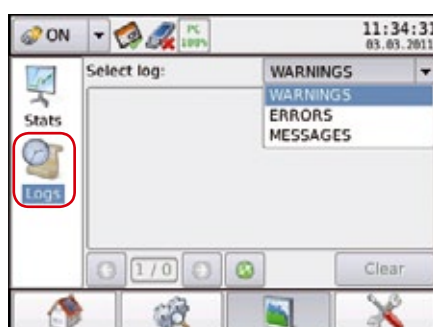 ON
PC
100%
11:34:31
03.03.2011
Select log:
WARNINGS
WARNINGS
ERRORS
MESSAGES
Stats
Logs
1 / 0
Clear